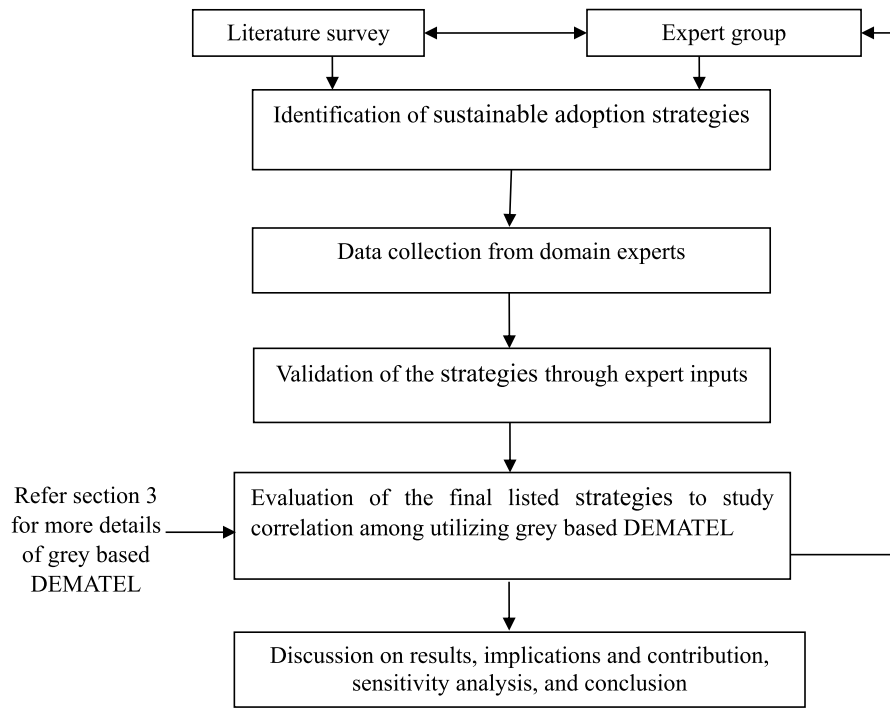 Literature survey
Expert group
Identification of sustainable adoption strategies
Data collection from domain experts
Validation of the strategies through expert inputs
Refer section 3
for more details
of grey based
DEMATEL
Evaluation of the final listed strategies to study
correlation among utilizing grey based DEMATEL
Discussion on results, implications and contribution,
sensitivity analysis, and conclusion